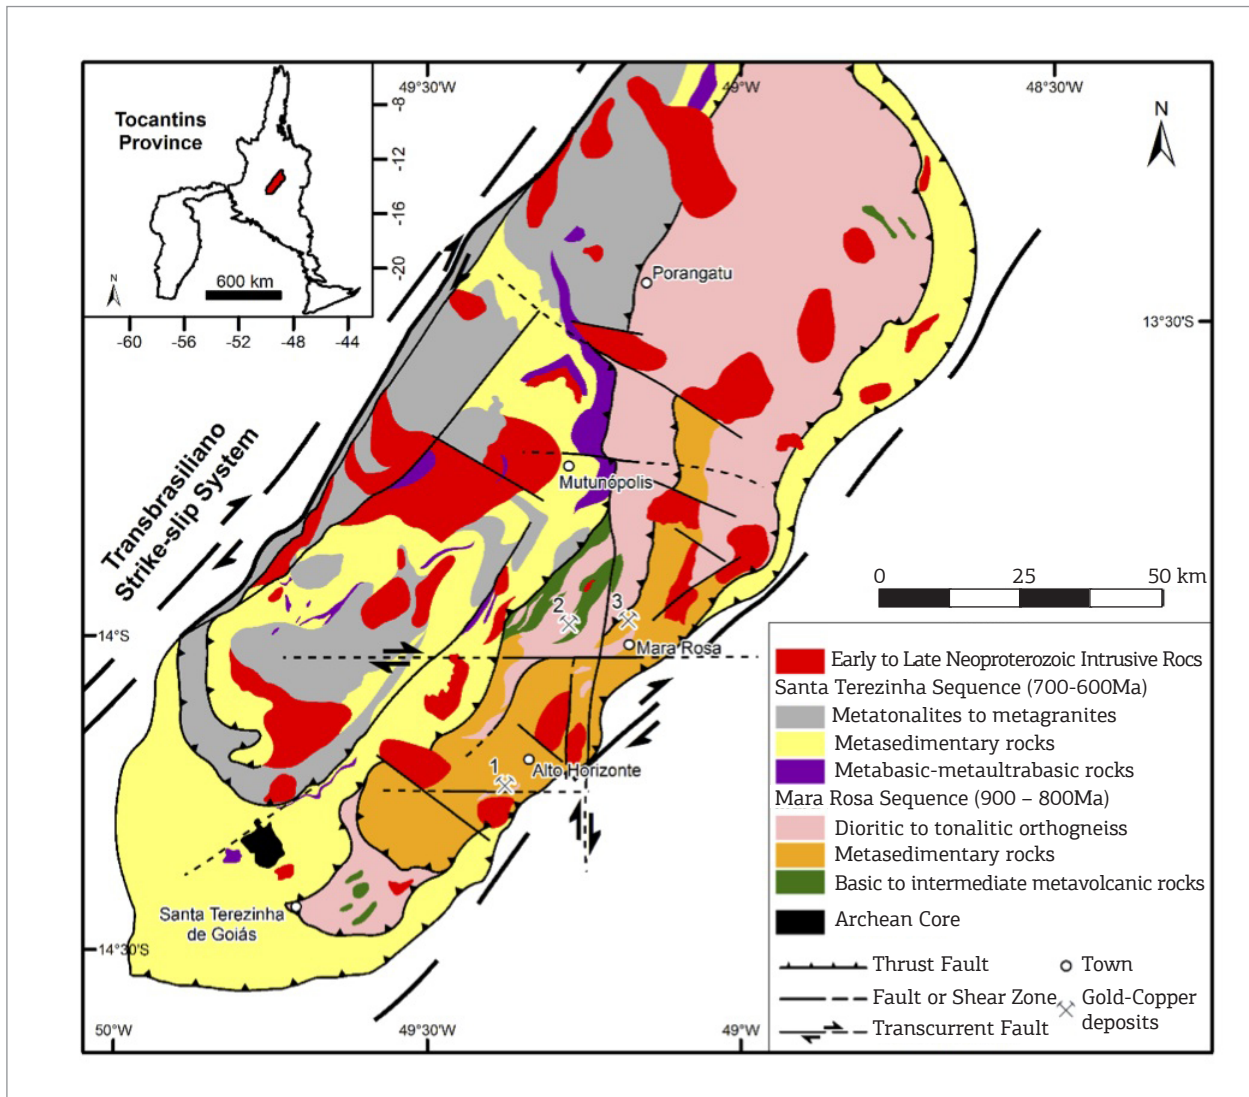 Tocantins
Province
N
600 km
-8
-12
-16
-20
-60
-56
-52
-48
-44
49°30'W
49°W
48°30'W
N
13°30'S
14°S
14°30'S
50°W
49°30'W
49°W
Transbrasiliano
Strike-slip System
Porangatu
Mutunópolis
2
3
Mara Rosa
1
Alto Horizonte
Santa Terezinha
de Goiás
0 25 50 km
Early to Late Neoproterozoic Intrusive Rocs
Santa Terezinha Sequence (700-600Ma)
Metatonalites to metagranites
Metasedimentary rocks
Metabasic-metaultrabasic rocks
Mara Rosa Sequence (900 – 800Ma)
Dioritic to tonalitic orthogneiss
Metasedimentary rocks
Basic to intermediate metavolcanic rocks
Archean Core
Thrust Fault
Town
Fault or Shear Zone
Gold-Copper
deposits
Transcurrent Fault